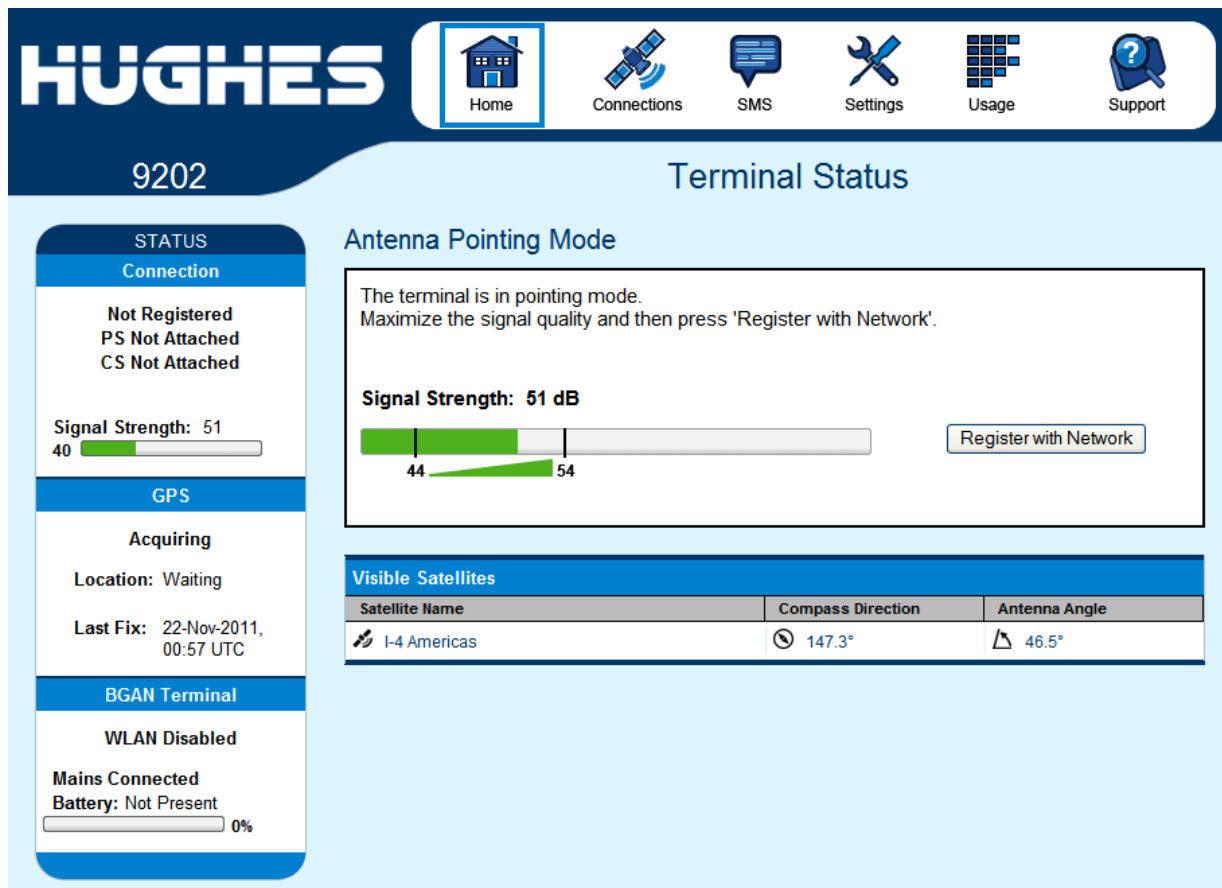 HUGHES
Home
Connections
SMS
Settings
Usage
Support
9202
Terminal Status
STATUS
Connection
Not Registered
PS Not Attached
CS Not Attached
Signal Strength: 51
40
GPS
Acquiring
Location: Waiting
Last Fix: 22-Nov-2011,
00:57 UTC
BGAN Terminal
WLAN Disabled
Mains Connected
Battery: Not Present
0%
Antenna Pointing Mode
The terminal is in pointing mode.
Maximize the signal quality and then press 'Register with Network'.
Signal Strength: 51 dB
44
54
Register with Network
Visible Satellites
Satellite Name Compass Direction Antenna Angle
I-4 Americas 147.3° 46.5°